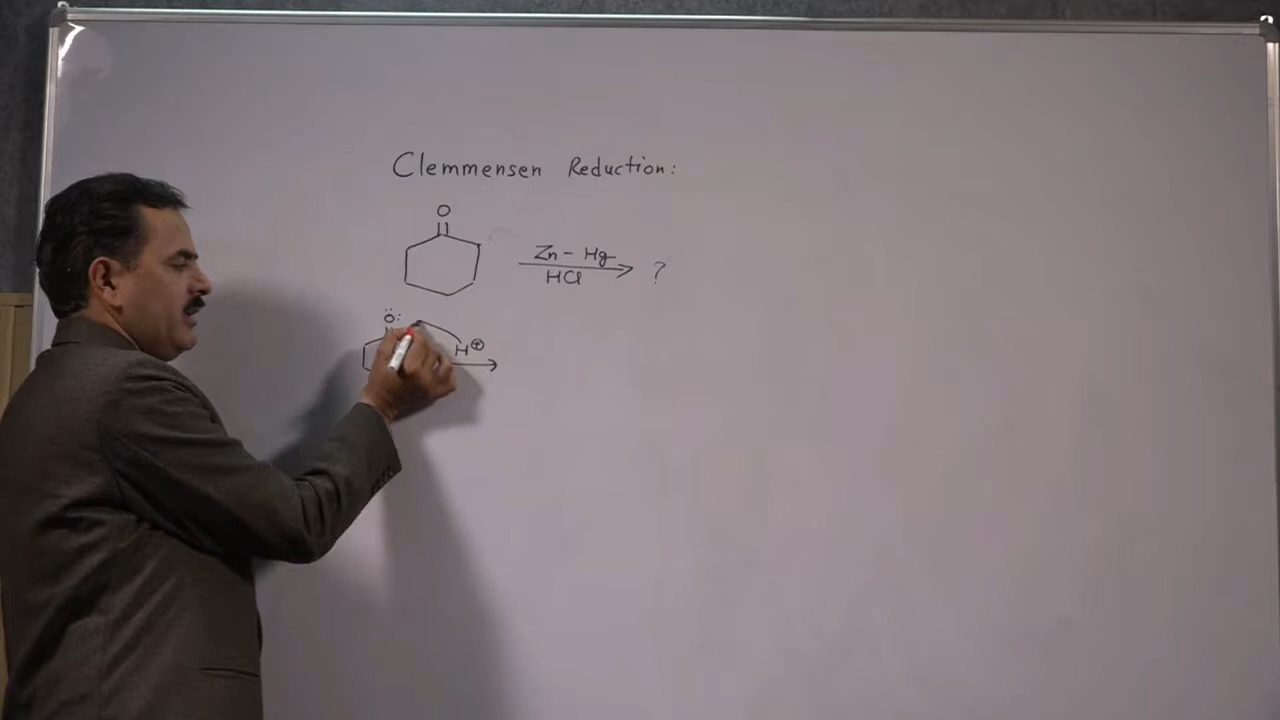 Clemmensen Reduction:
O
Zn - Hg
HCl
?
Ö:
H⊕